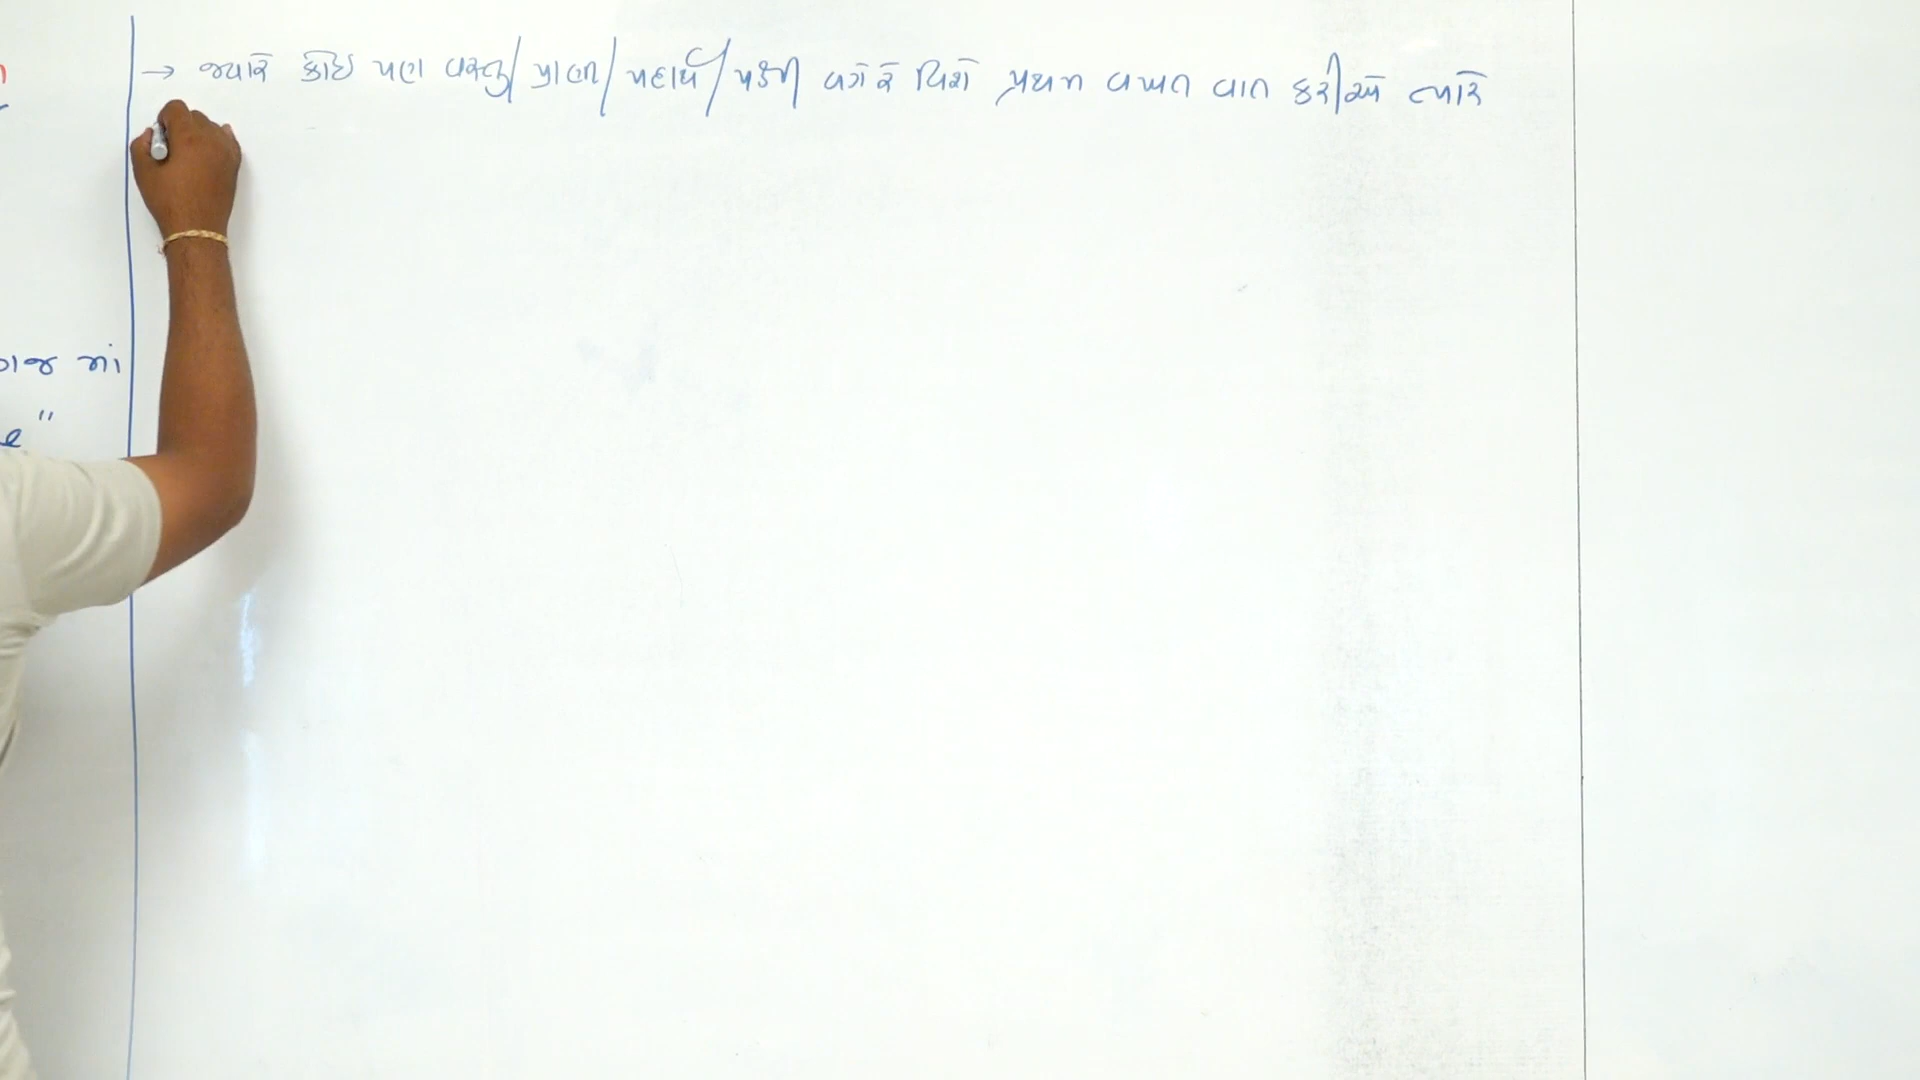 → જ્યારે કોઇ પણ વસ્તુ/પ્રાણી/પદાર્થ/પક્ષી વગેરે વિશે પ્રથમ વખત વાત કરીએ ત્યારે
માં
e"